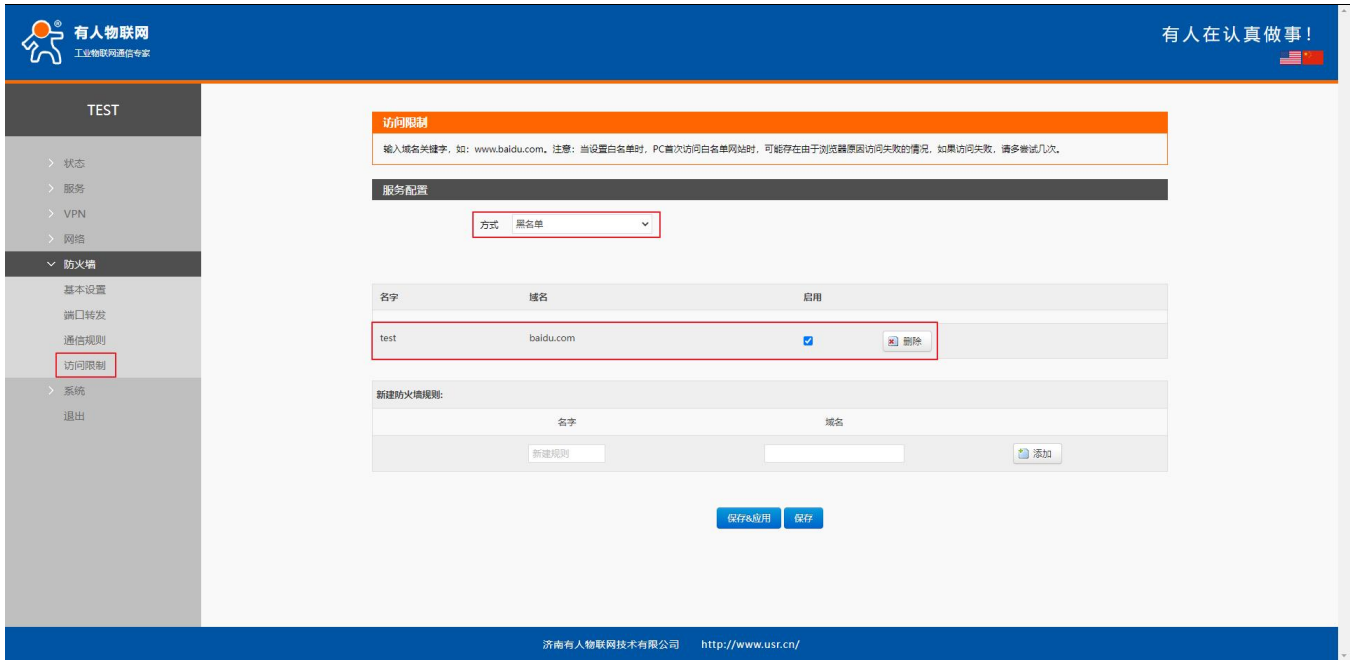 有人物联网
工业物联网通信专家
有人在认真做事!
TEST
状态
服务
VPN
网络
防火墙
基本设置
端口转发
通信规则
访问限制
系统
退出
访问限制
输入域名关键字, 如: www.baidu.com。注意: 当设置白名单时, PC首次访问白名单网站时, 可能存在由于浏览器原因访问失败的情况, 如果访问失败, 请多尝试几次。
服务配置
方式 黑名单
名字 域名 启用
test baidu.com 删除
新建防火墙规则:
名字 域名
新建规则 添加
保存&应用 保存
济南有人物联网技术有限公司 http://www.usr.cn/